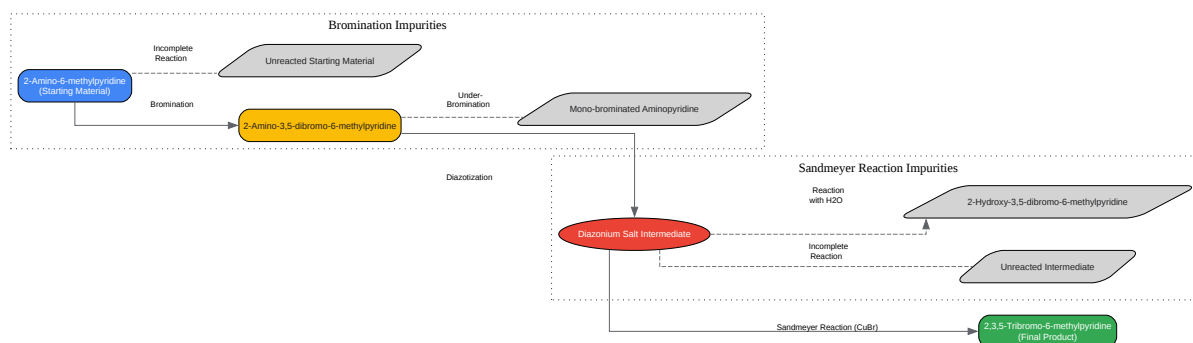 Bromination Impurities
Incomplete
Reaction
Unreacted Starting Material
2-Amino-6-methylpyridine
(Starting Material)
Under-
Bromination
Bromination
Mono-brominated Aminopyridine
2-Amino-3,5-dibromo-6-methylpyridine
Sandmeyer Reaction Impurities
Diazotization
Reaction
with H2O
2-Hydroxy-3,5-dibromo-6-methylpyridine
Diazonium Salt Intermediate
Incomplete
Reaction
Unreacted Intermediate
Sandmeyer Reaction (CuBr)
2,3,5-Tribromo-6-methylpyridine
(Final Product)